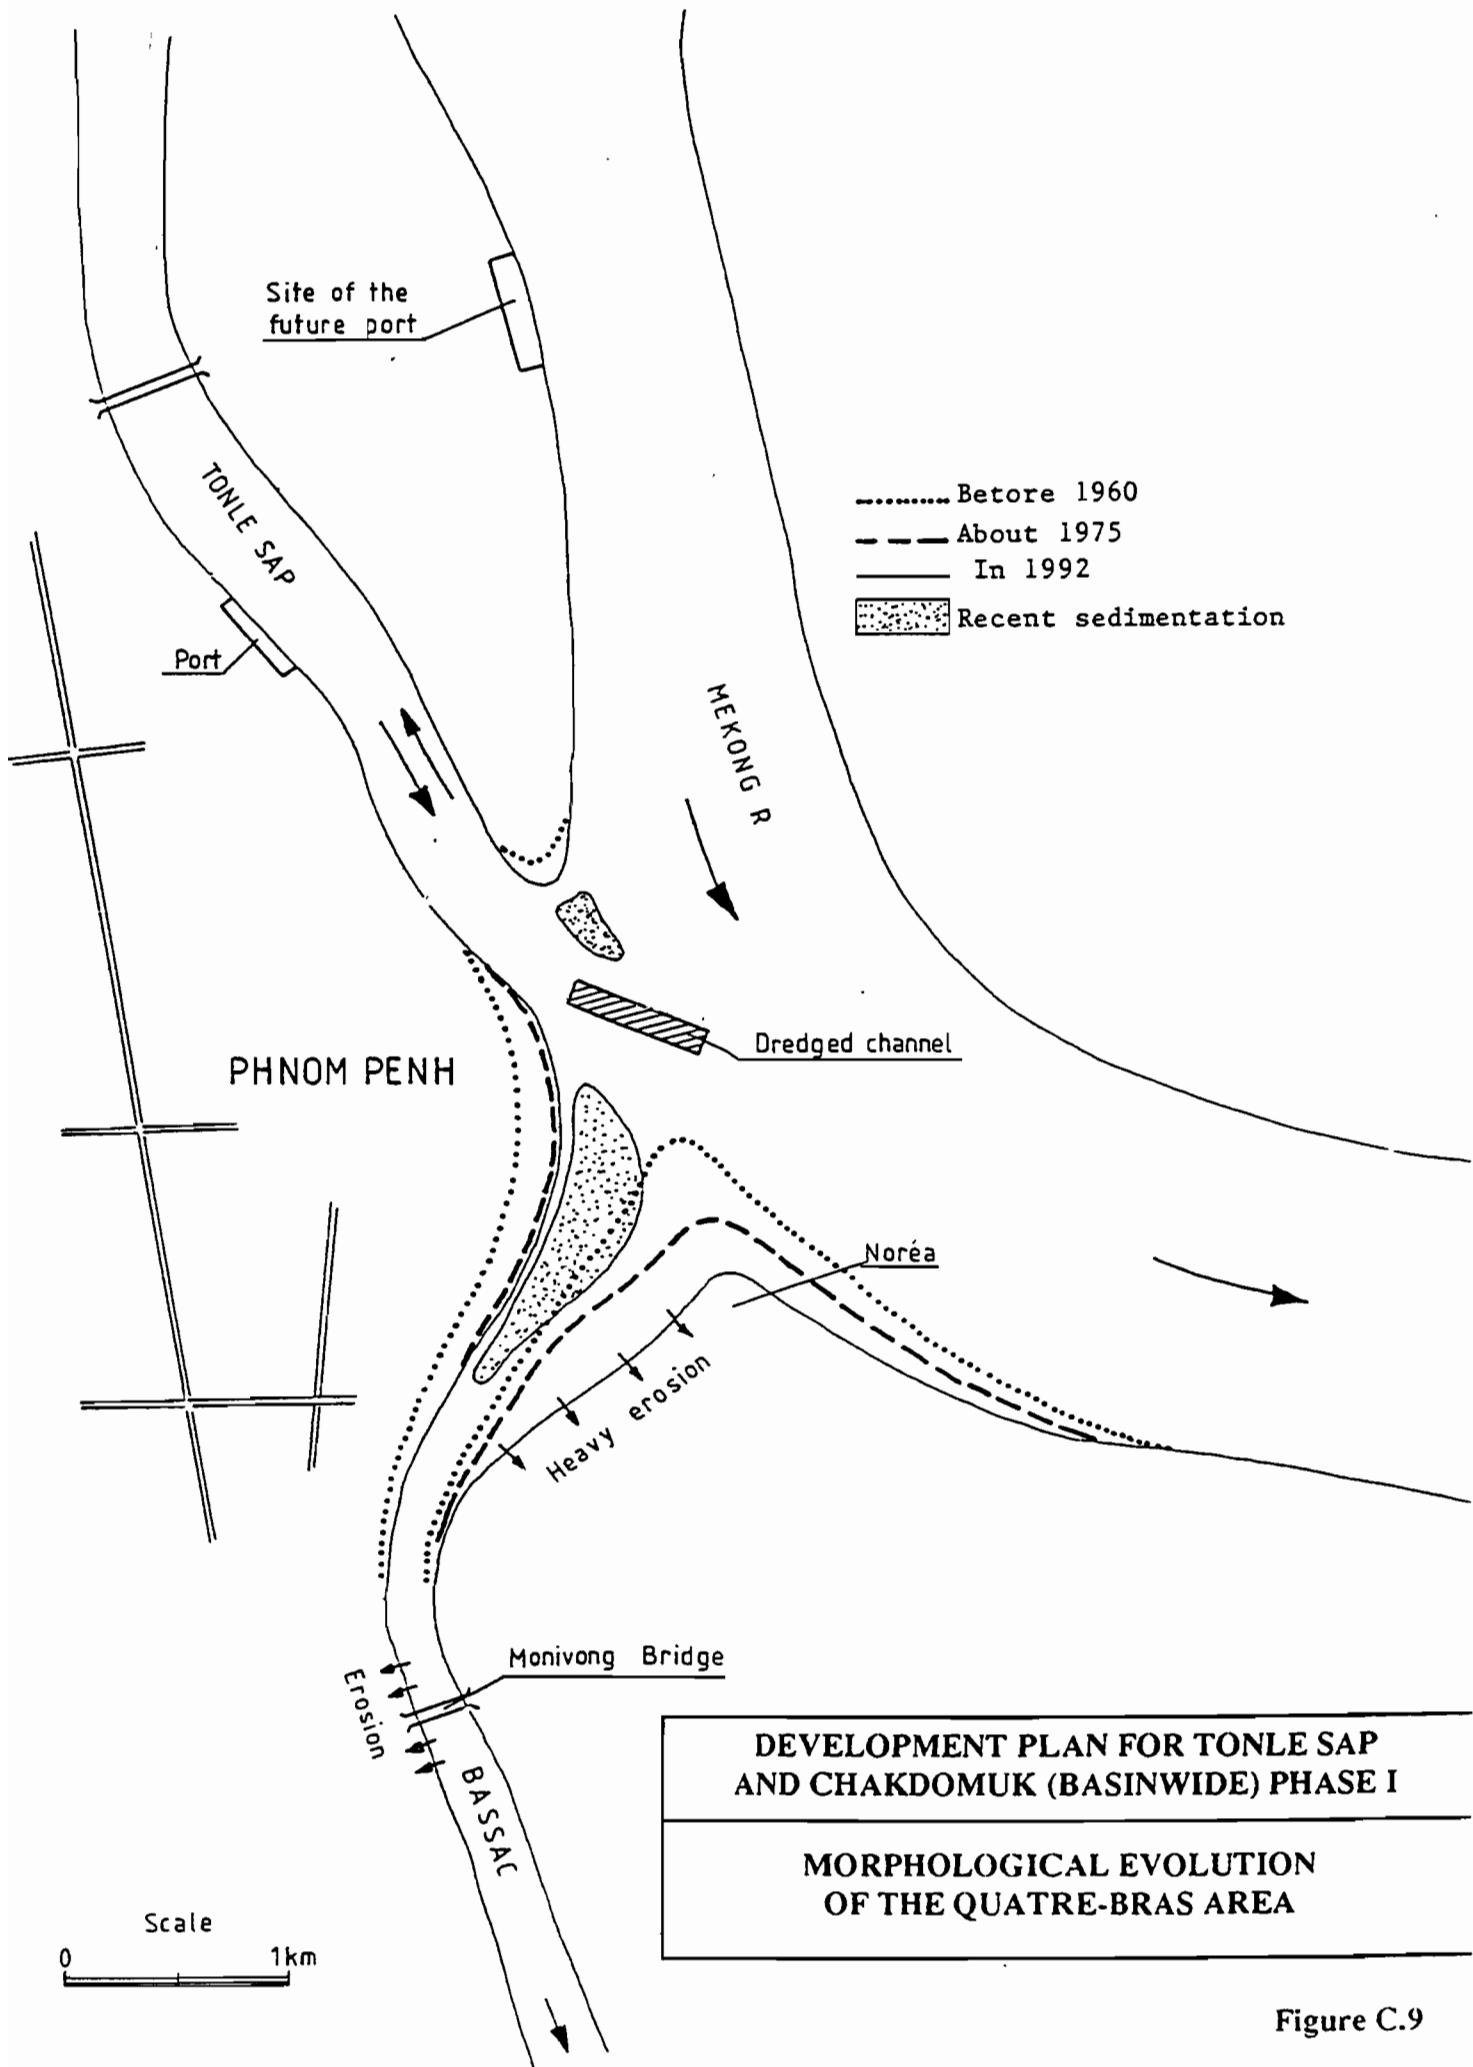 Site of the
future port
TONLE SAP
Port
Betore 1960
About 1975
In 1992
Recent sedimentation
MEKONG R
Dredged channel
PHNOM PENH
Noréa
Heavy erosion
Monivong Bridge
Erosion
BASSAC
DEVELOPMENT PLAN FOR TONLE SAP
AND CHAKDOMUK (BASINWIDE) PHASE I
MORPHOLOGICAL EVOLUTION
OF THE QUATRE-BRAS AREA
Scale
0 1km
Figure C.9